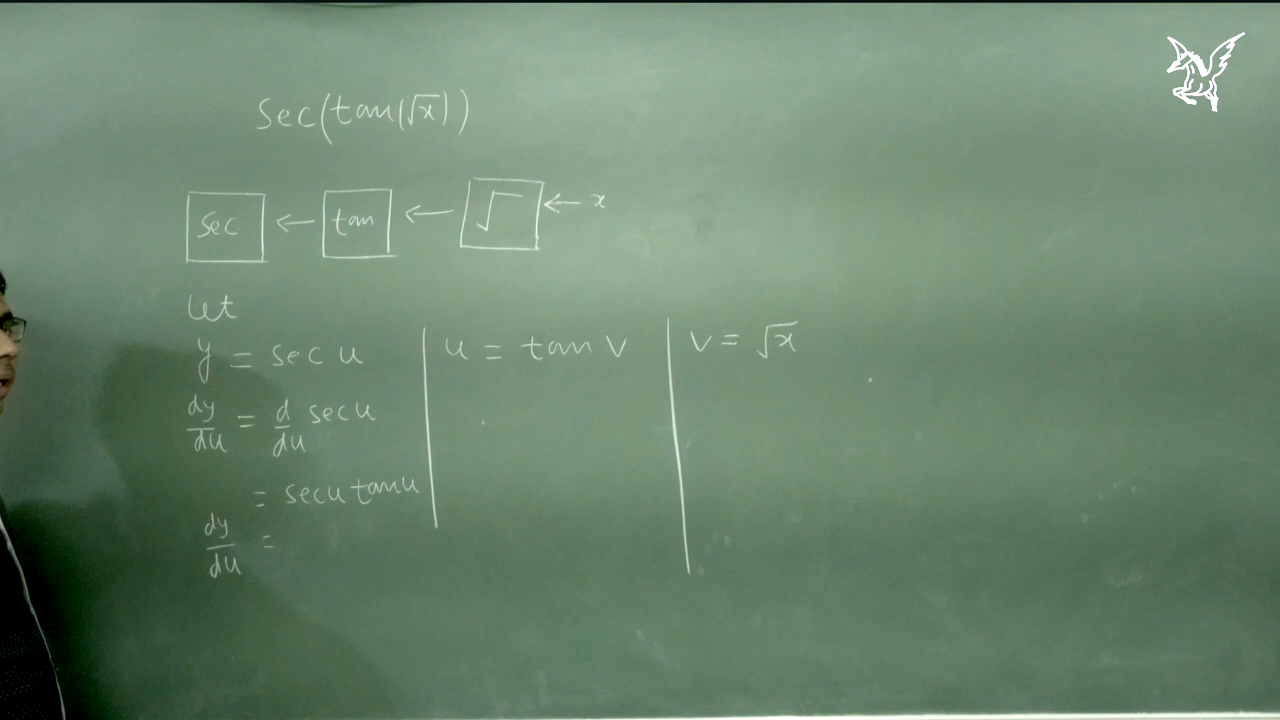 sec(tan(√x))
sec ← tan ← √ ← x
let
y = sec u
dy/du = d/du sec u
= sec u tan u
dy/du =
u = tan v
v = √x